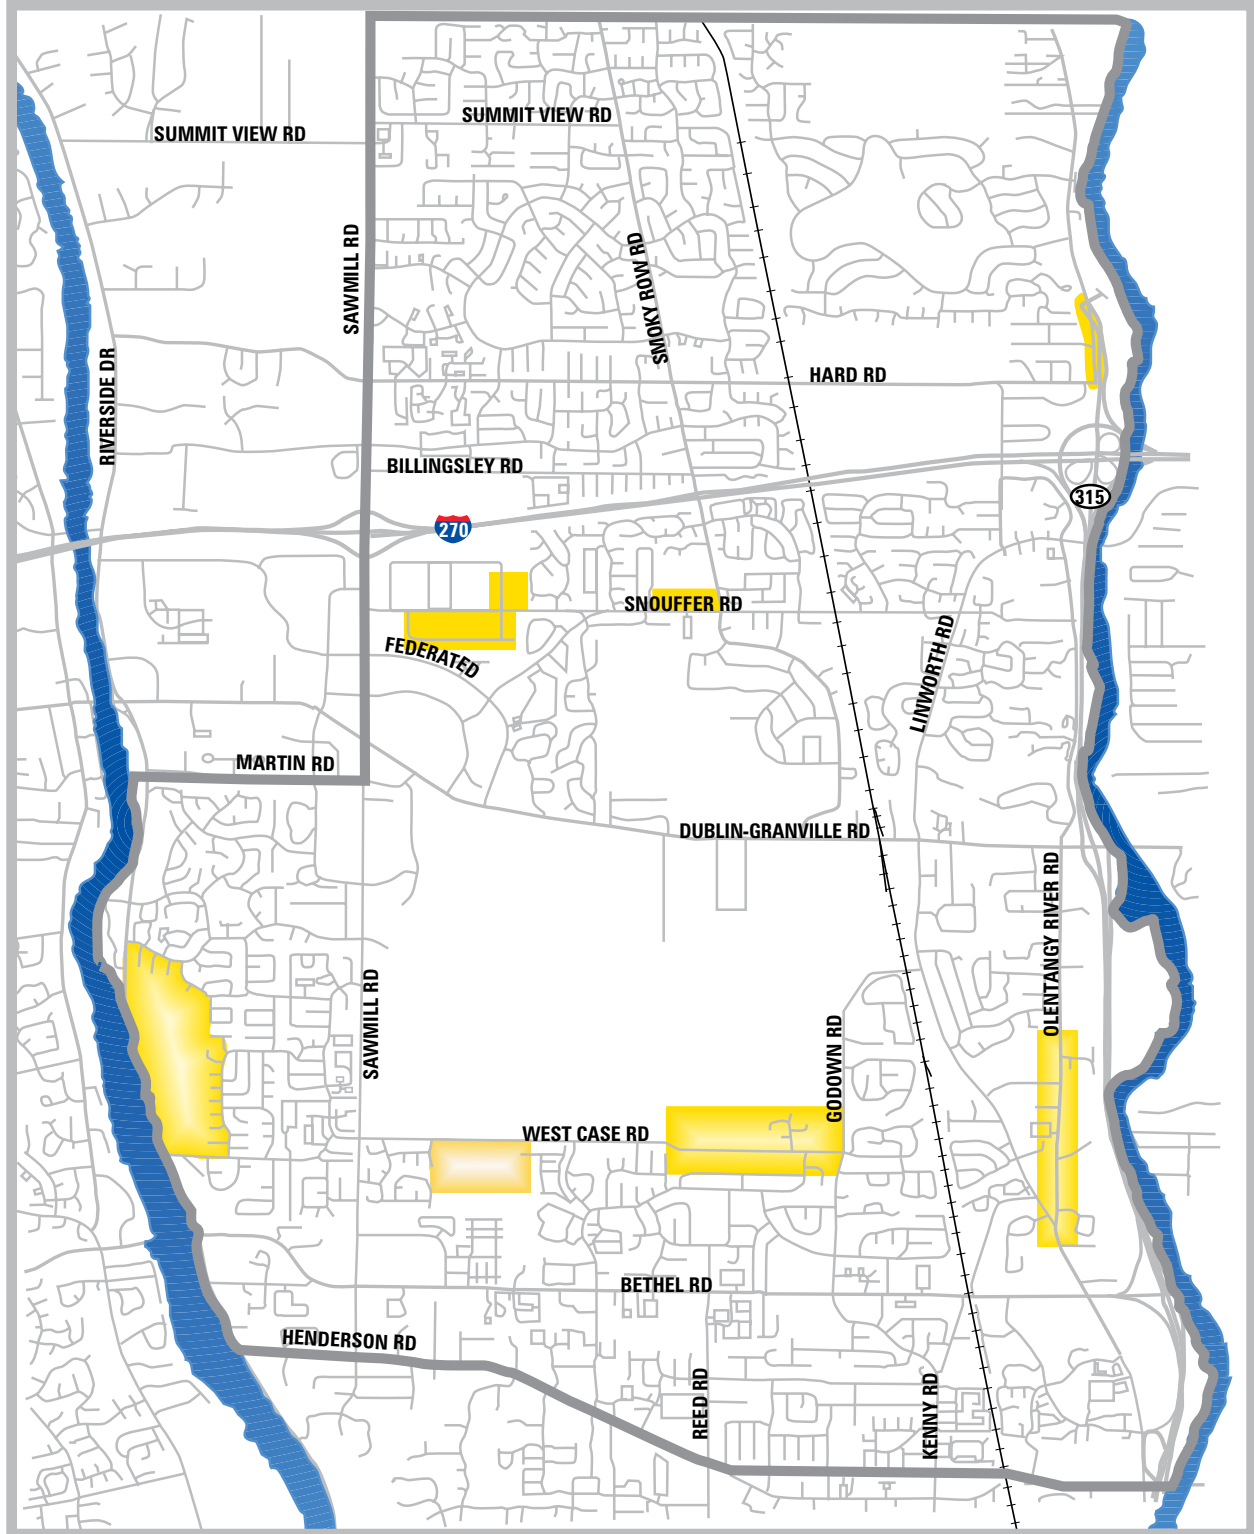 SUMMIT VIEW RD
SUMMIT VIEW RD
SAWMILL RD
SMOKY ROW RD
RIVERSIDE DR
HARD RD
BILLINGSLEY RD
315
270
SNOUFFER RD
FEDERATED
LINWORTH RD
MARTIN RD
DUBLIN-GRANVILLE RD
OLENTANGY RIVER RD
SAWMILL RD
GODOWN RD
WEST CASE RD
BETHEL RD
HENDERSON RD
REED RD
KENNY RD